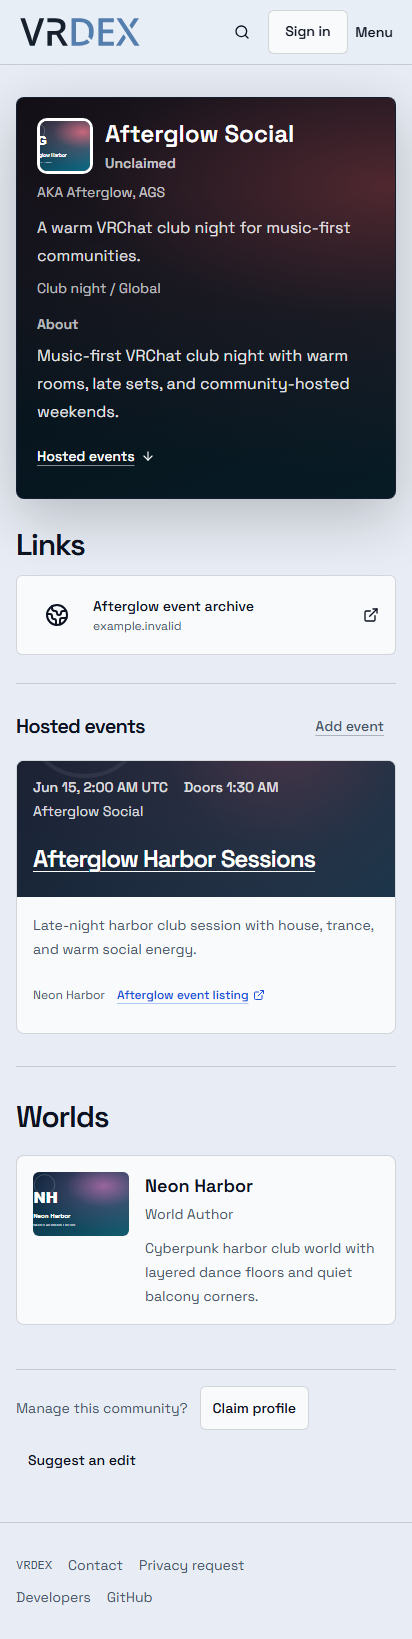 VRDEX
Sign in
Menu
G
glow Harbor
Afterglow Social
Unclaimed
AKA Afterglow, AGS
A warm VRChat club night for music-first
communities.
Club night / Global
About
Music-first VRChat club night with warm
rooms, late sets, and community-hosted
weekends.
Hosted events ↓
Links
Afterglow event archive
example.invalid
Hosted events
Add event
Jun 15, 2:00 AM UTC Doors 1:30 AM
Afterglow Social
Afterglow Harbor Sessions
Late-night harbor club session with house, trance,
and warm social energy.
Neon Harbor Afterglow event listing
Worlds
NH
Neon Harbor
Neon Harbor
World Author
Cyberpunk harbor club world with
layered dance floors and quiet
balcony corners.
Manage this community? Claim profile
Suggest an edit
VRDEX Contact Privacy request
Developers GitHub